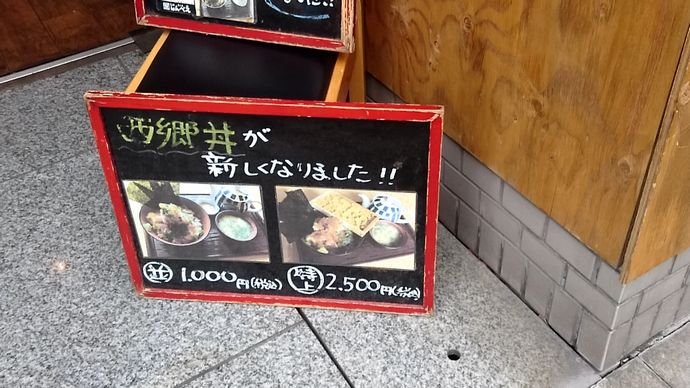 西郷丼が
新しくなりました!!
並 1.000円(税込) 特上 2.500円(税込)